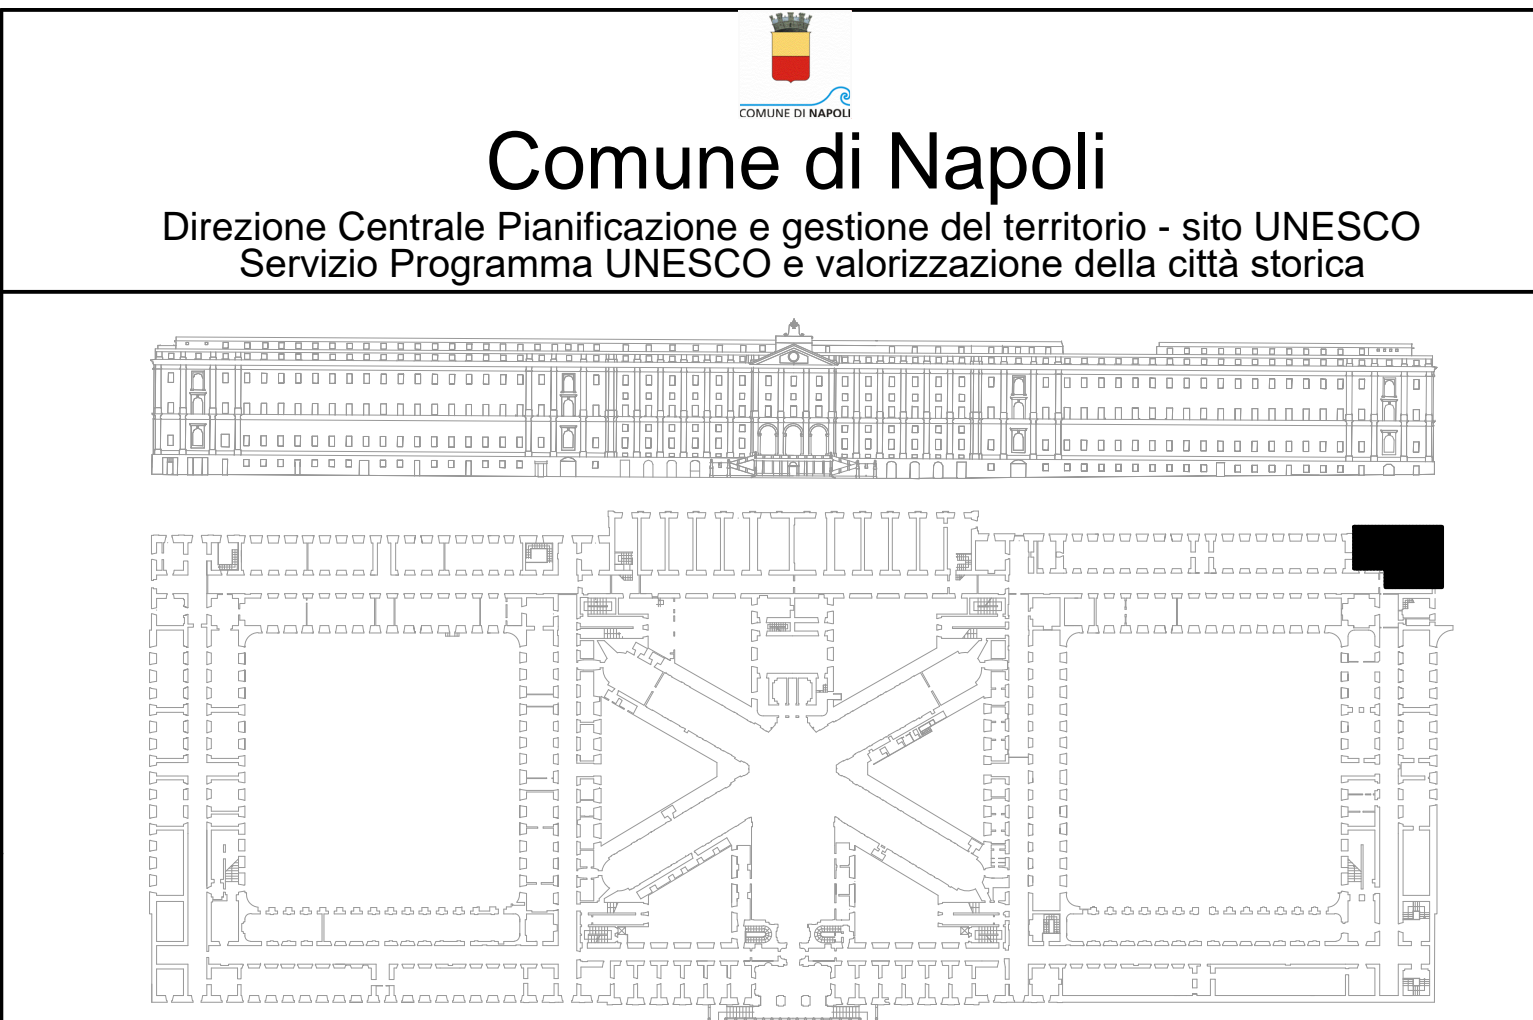 COMUNE DI NAPOLI
Comune di Napoli
Direzione Centrale Pianificazione e gestione del territorio - sito UNESCO
Servizio Programma UNESCO e valorizzazione della città storica